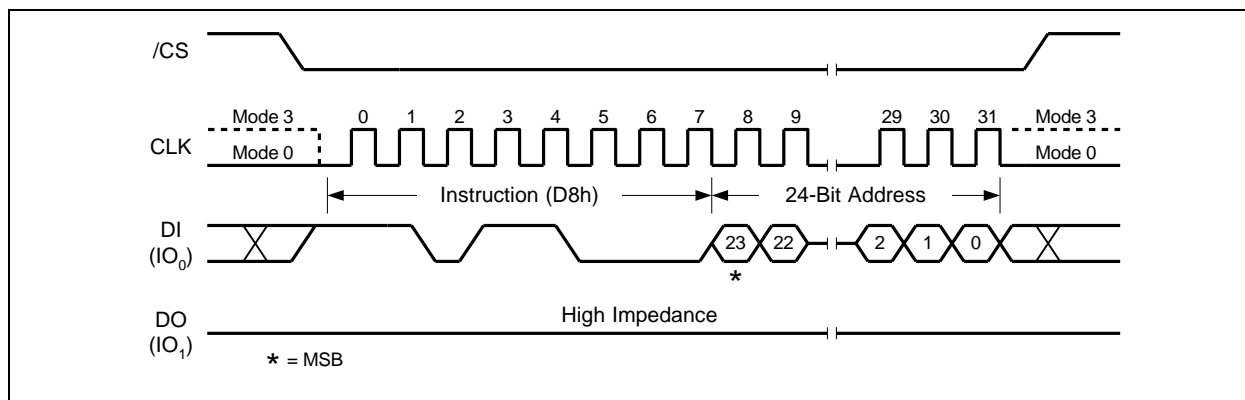 /CS
Mode 3 0 1 2 3 4 5 6 7 8 9 29 30 31 Mode 3
CLK
Mode 0 Mode 0
Instruction (D8h) 24-Bit Address
DI
(IO0)
23 22 2 1 0
*
High Impedance
DO
(IO1)
* = MSB